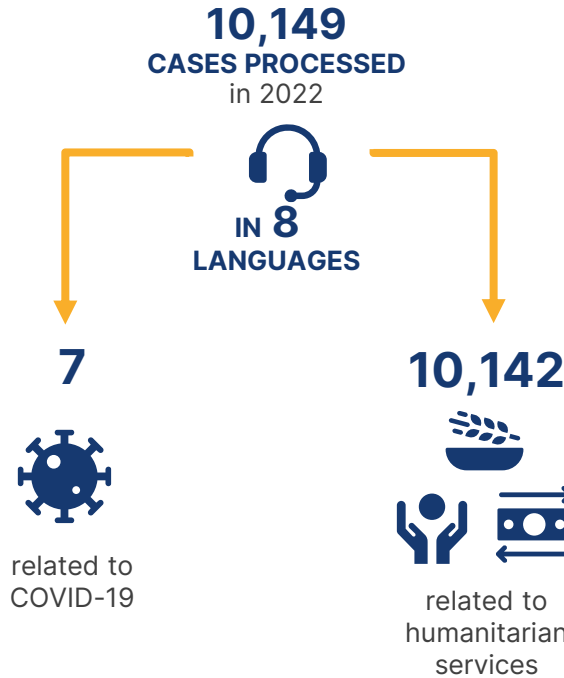 10,149
CASES PROCESSED
in 2022
IN 8
LANGUAGES
7
related to
COVID-19
10,142
related to
humanitarian
services